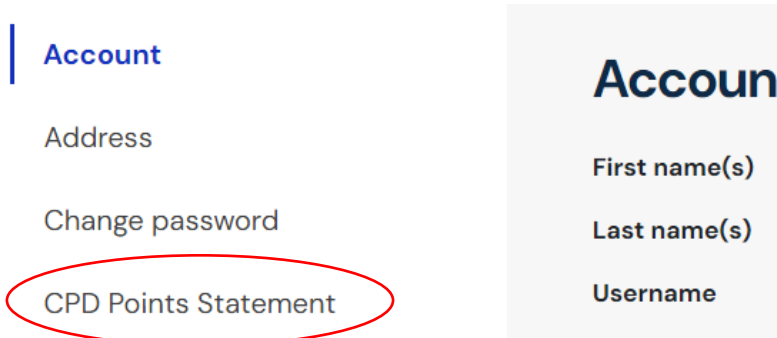 Account
Address
Change password
CPD Points Statement
Accoun
First name(s)
Last name(s)
Username